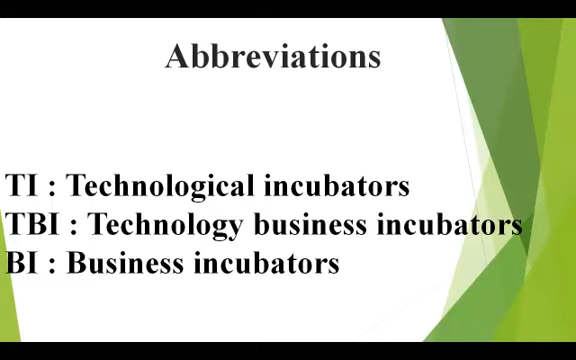 Abbreviations
TI : Technological incubators
TBI : Technology business incubators
BI : Business incubators